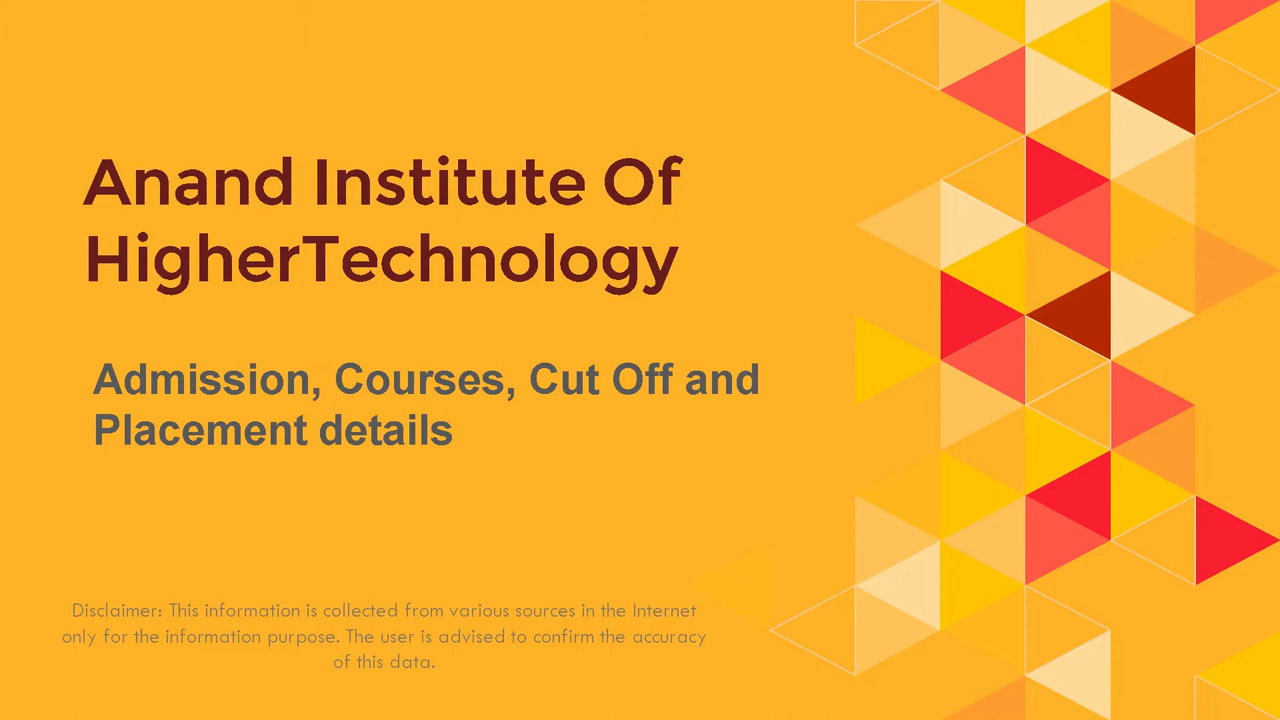 Anand Institute Of
HigherTechnology
Admission, Courses, Cut Off and
Placement details
Disclaimer: This information is collected from various sources in the Internet
only for the information purpose. The user is advised to confirm the accuracy
of this data.